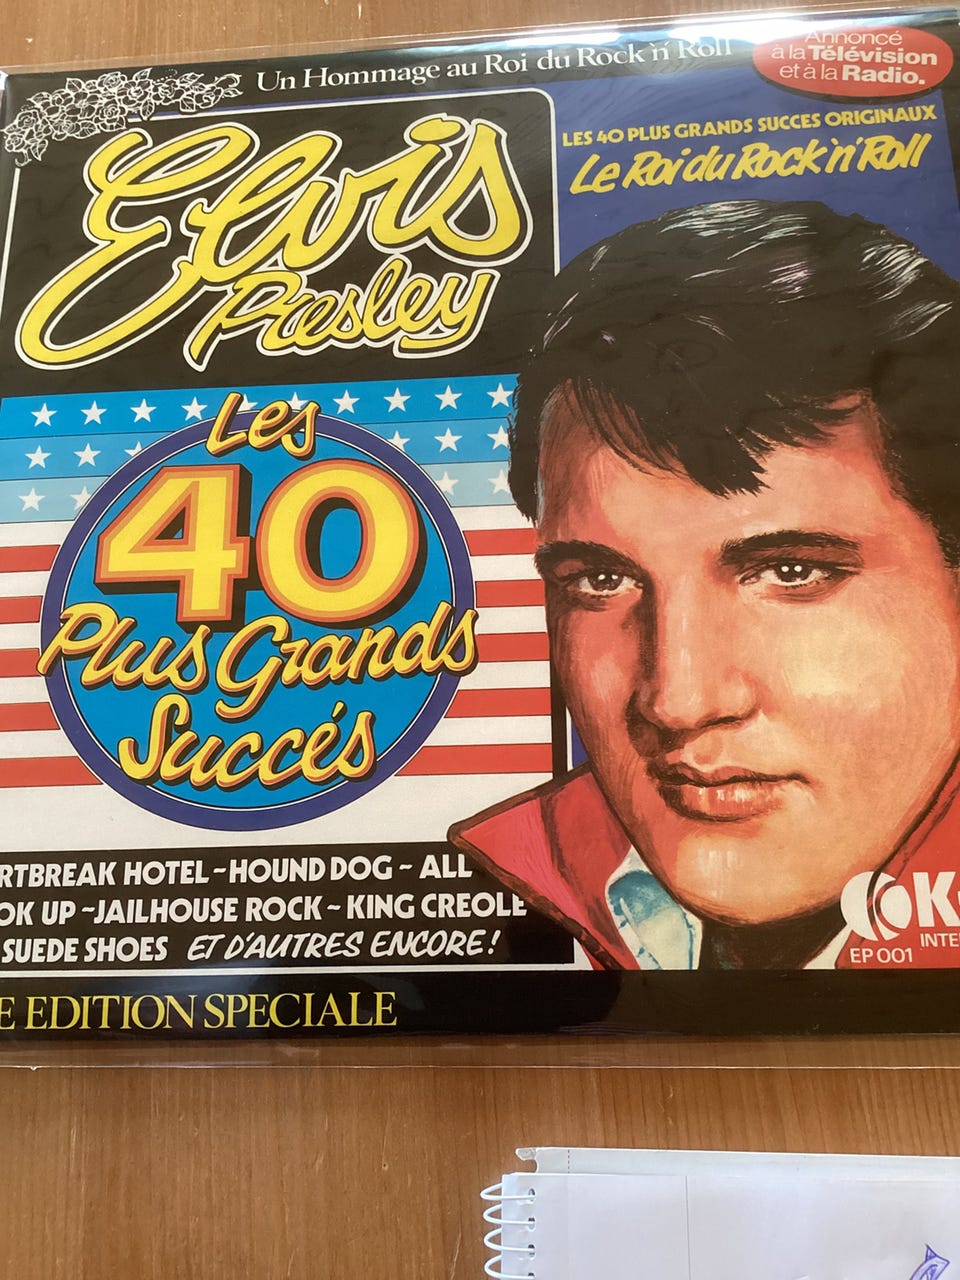 Un Hommage au Roi du Rock 'n' Roll
Annoncé
à la Télévision
et à la Radio.
LES 40 PLUS GRANDS SUCCES ORIGINAUX
Le Roi du Rock 'n' Roll
Elvis
Presley
Les
40
Plus Grands
Succés
RTBREAK HOTEL ~ HOUND DOG ~ ALL
OK UP ~ JAILHOUSE ROCK ~ KING CREOLE
SUEDE SHOES ET D'AUTRES ENCORE!
K
INTE
EP 001
E EDITION SPECIALE